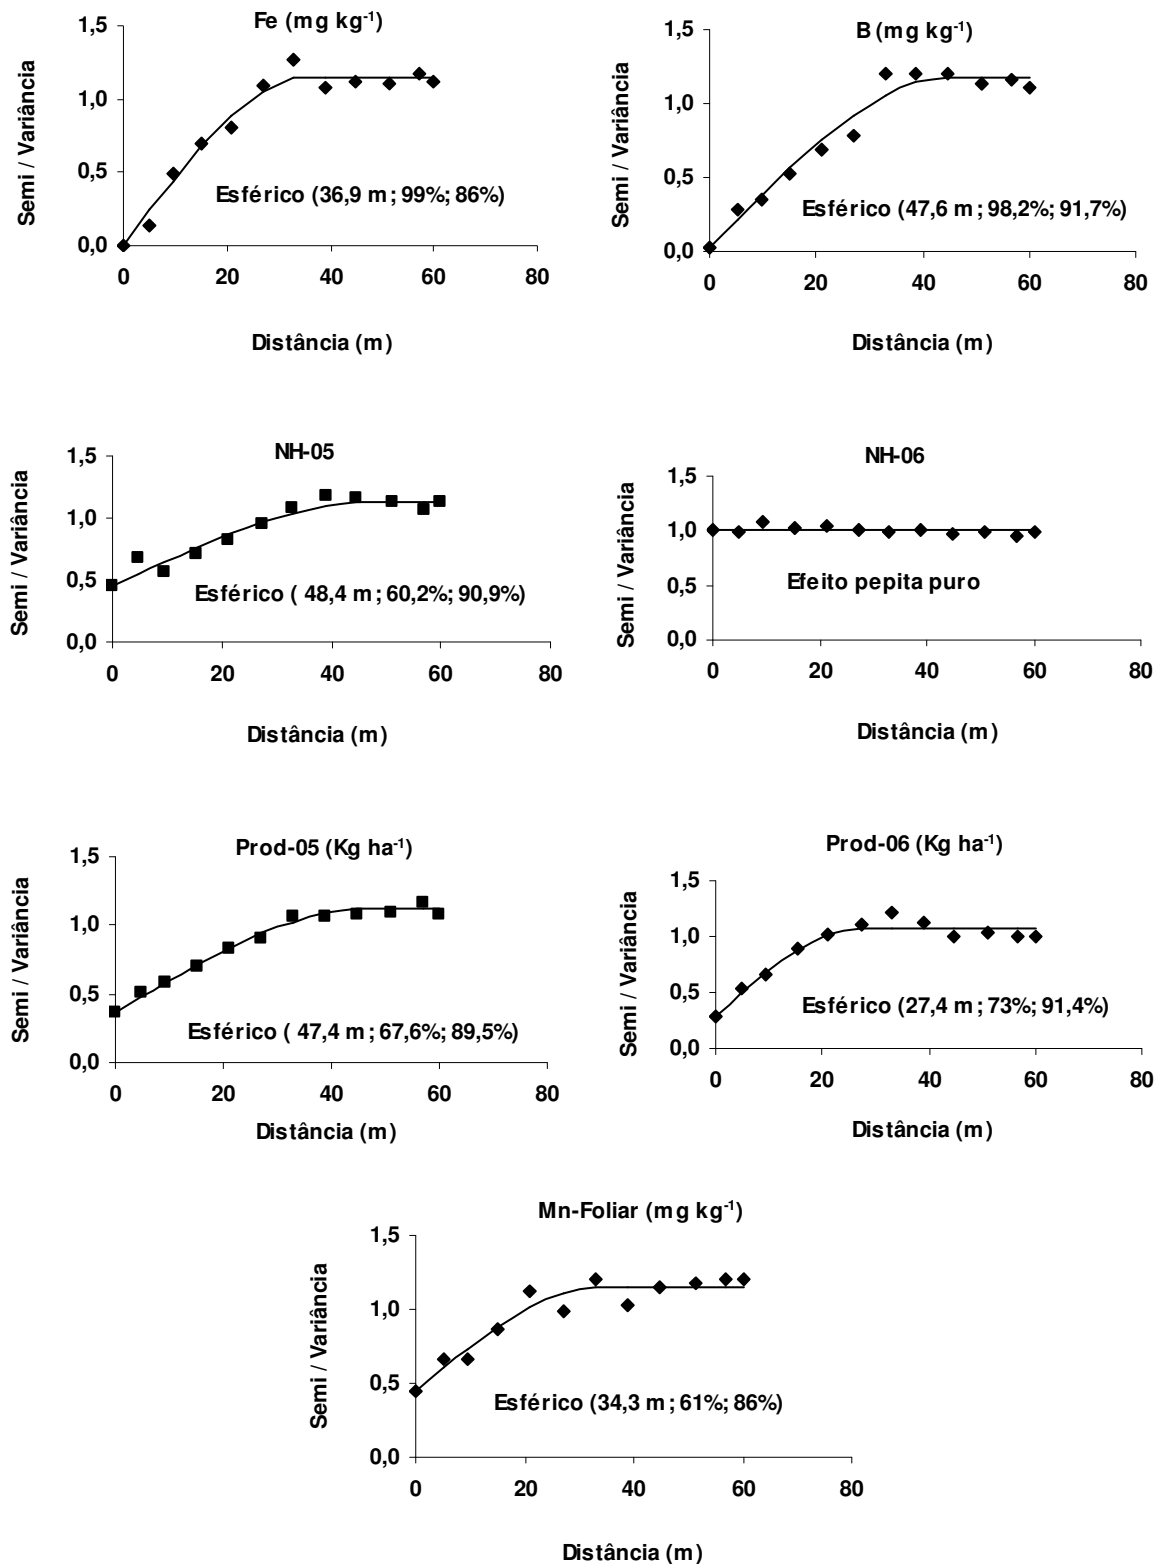 Fe (mg kg-1)
Semi / Variância
1,5
1,0
0,5
0,0
Esférico (36,9 m; 99%; 86%)
0 20 40 60 80
Distância (m)
B (mg kg-1)
Semi / Variância
1,5
1,0
0,5
0,0
Esférico (47,6 m; 98,2%; 91,7%)
0 20 40 60 80
Distância (m)
NH-05
Semi / Variância
1,5
1,0
0,5
0,0
Esférico ( 48,4 m; 60,2%; 90,9%)
0 20 40 60 80
Distância (m)
NH-06
Semi / Variância
1,5
1,0
0,5
0,0
Efeito pepita puro
0 20 40 60 80
Distância (m)
Prod-05 (Kg ha-1)
Semi / Variância
1,5
1,0
0,5
0,0
Esférico ( 47,4 m; 67,6%; 89,5%)
0 20 40 60 80
Distância (m)
Prod-06 (Kg ha-1)
Semi / Variância
1,5
1,0
0,5
0,0
Esférico (27,4 m; 73%; 91,4%)
0 20 40 60 80
Distância (m)
Mn-Foliar (mg kg-1)
Semi / Variância
1,5
1,0
0,5
0,0
Esférico (34,3 m; 61%; 86%)
0 20 40 60 80
Distância (m)